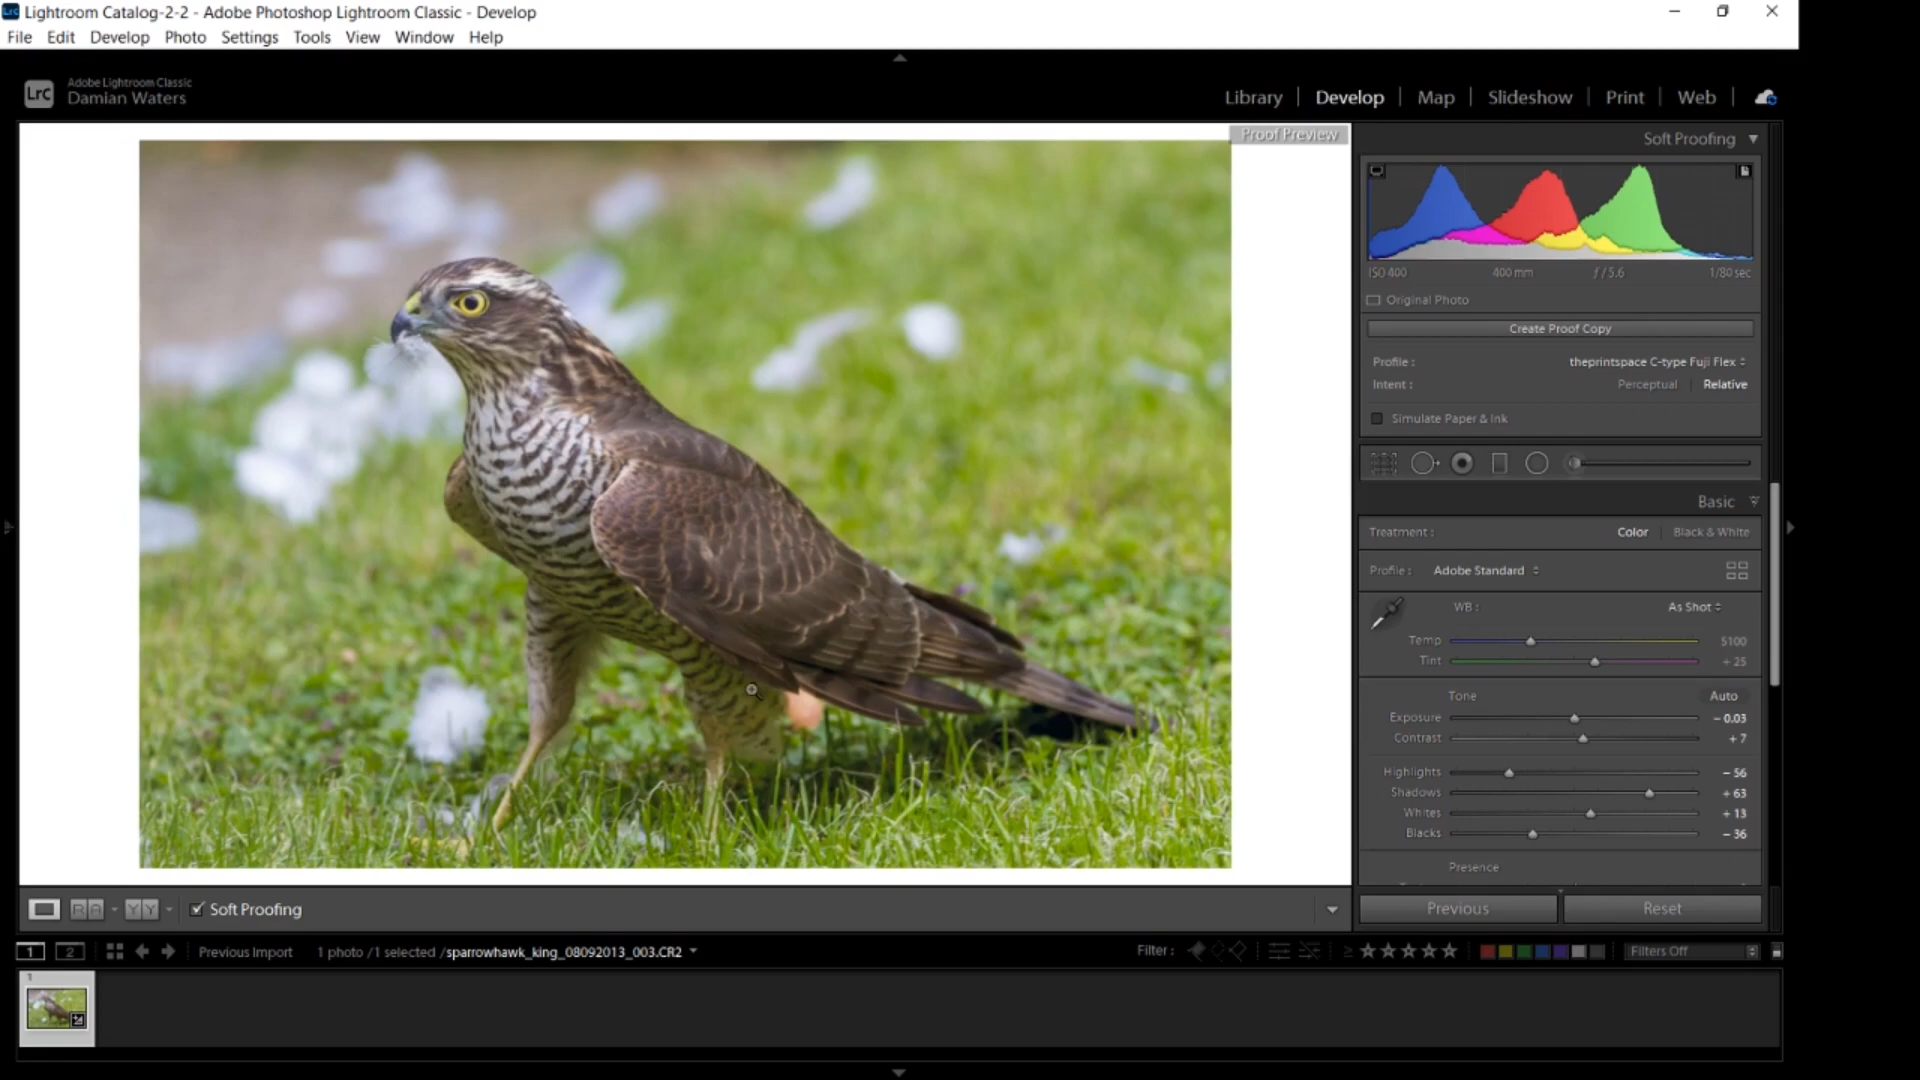 Lightroom Catalog-2-2 - Adobe Photoshop Lightroom Classic - Develop
File Edit Develop Photo Settings Tools View Window Help
LrC
Adobe Lightroom Classic
Damian Waters
Library | Develop | Map | Slideshow | Print | Web
Proof Preview
Soft Proofing
ISO 400 400 mm ƒ / 5.6 1/80 sec
Original Photo
Create Proof Copy
Profile : theprintspace C-type Fuji Flex
Intent : Perceptual Relative
Simulate Paper & Ink
Basic
Treatment : Color Black & White
Profile : Adobe Standard
WB : As Shot
Temp 5100
Tint + 25
Tone Auto
Exposure - 0.03
Contrast + 7
Highlights - 56
Shadows + 63
Whites + 13
Blacks - 36
Presence
R A Y Y Soft Proofing
Previous Reset
1 2 Previous Import 1 photo /1 selected /sparrowhawk_king_08092013_003.CR2 Filter : ≥ Filters Off
1